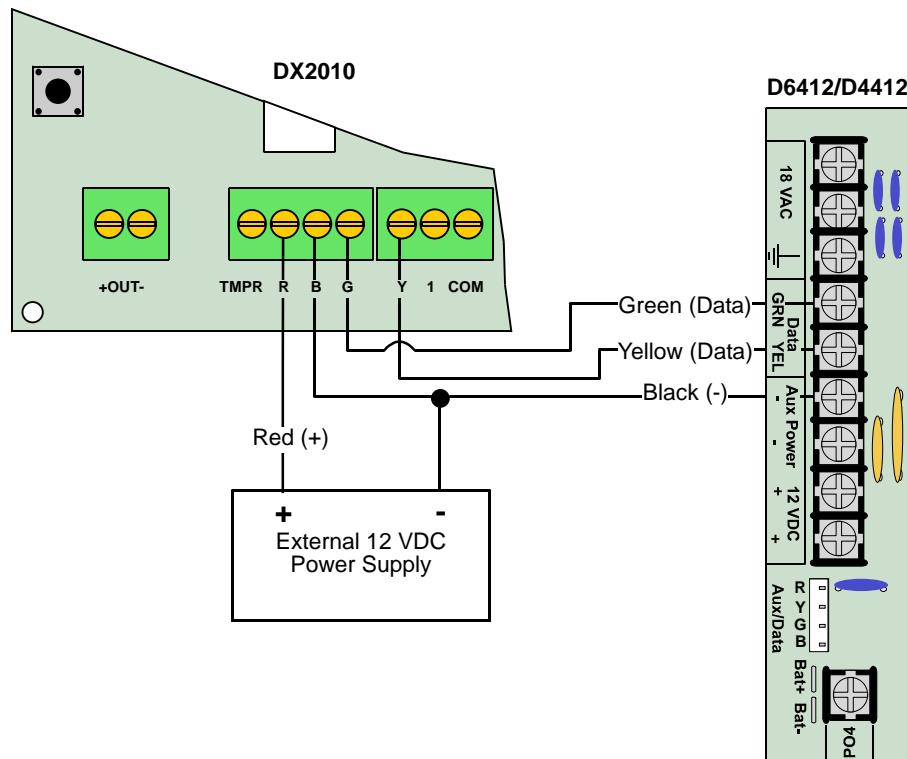 DX2010
D6412/D4412
+OUT-
TMPR R B G Y 1 COM
18 VAC
GRN YEL
Data
Green (Data)
Yellow (Data)
Black (-)
- -
Aux Power
+ +
12 VDC
Red (+)
+ -
External 12 VDC
Power Supply
R
Y
G
B
Aux/Data
Bat+ Bat-
PO4